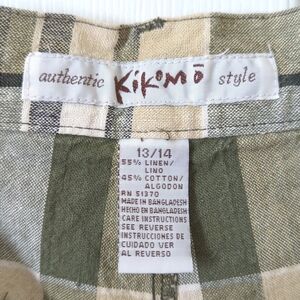 authentic KiKomō style
13/14
55% LINEN/
LINO
45% COTTON/
ALGODON
RN 51370
MADE IN BANGLADESH
HECHO EN BANGLADESH
CARE INSTRUCTIONS
SEE REVERSE
INSTRUCCIONES DE
CUIDADO VER
AL REVERSO